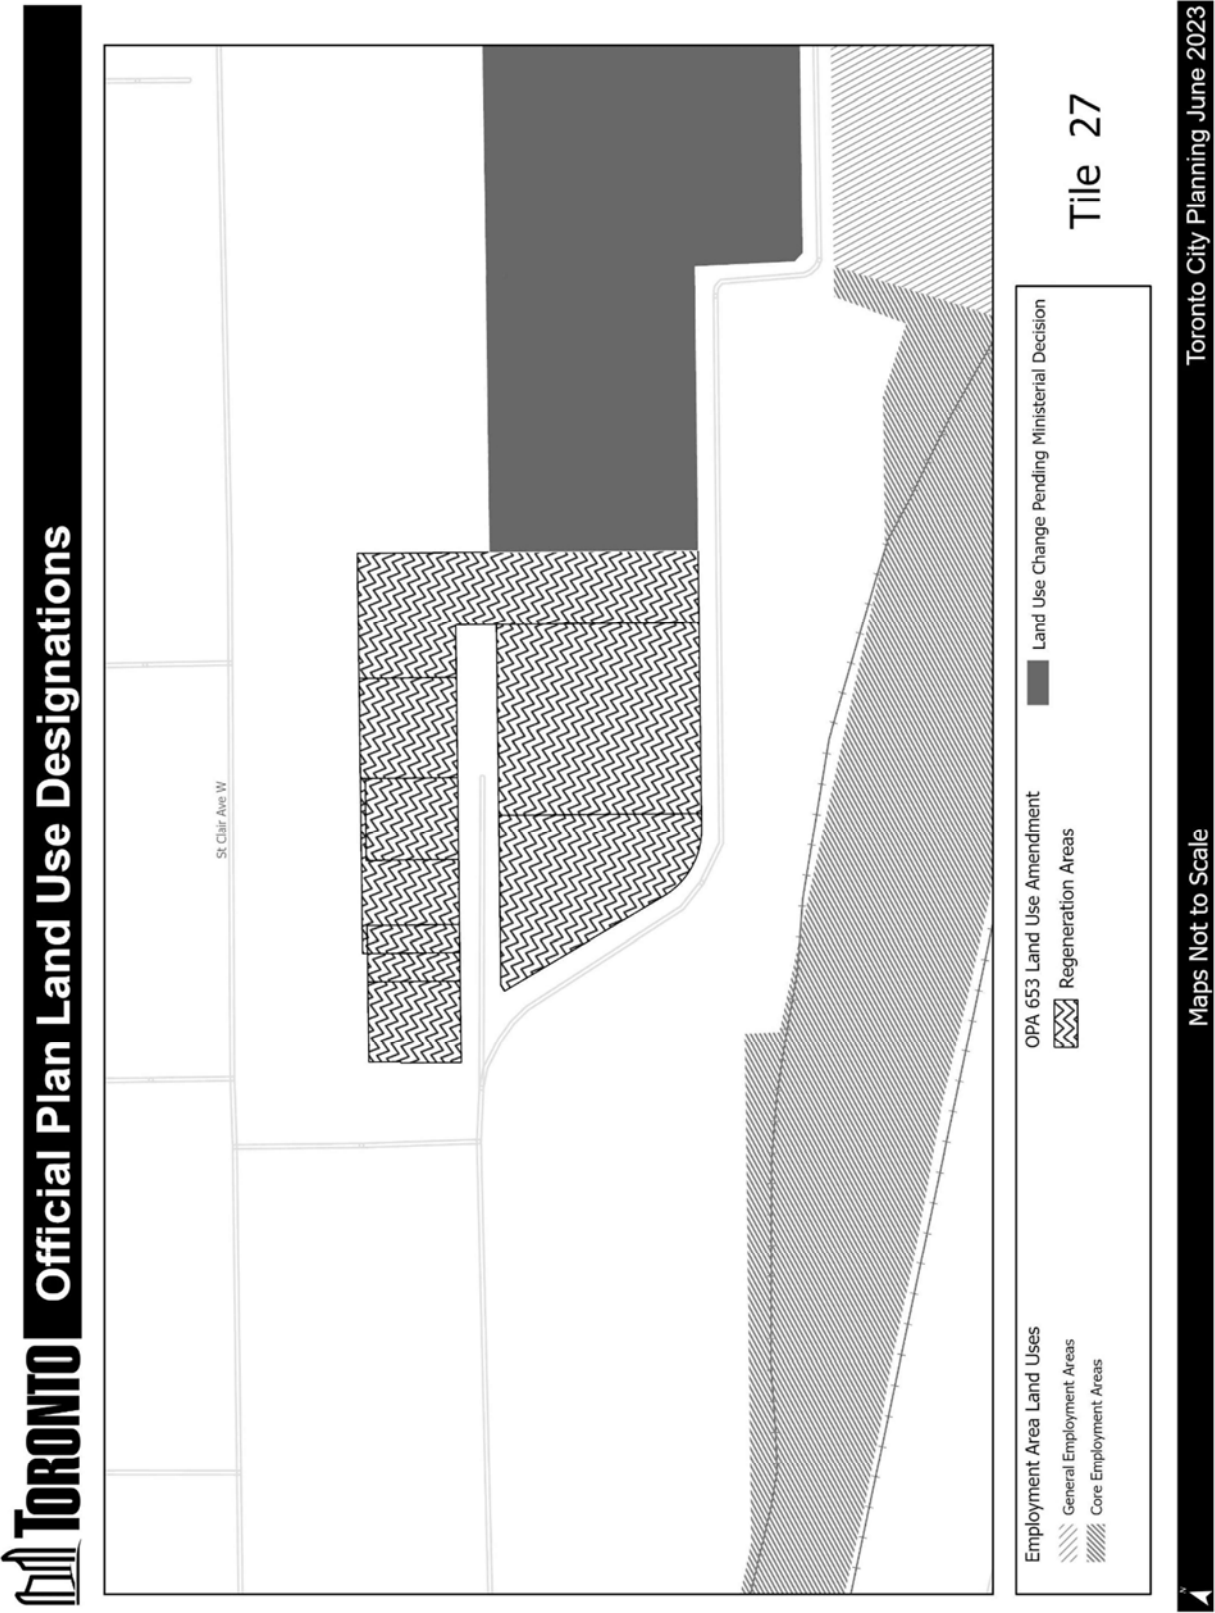 TORONTO
Official Plan Land Use Designations
St Clair Ave W
Employment Area Land Uses
General Employment Areas
Core Employment Areas
OPA 653 Land Use Amendment
Regeneration Areas
Land Use Change Pending Ministerial Decision
Tile 27
N
Maps Not to Scale
Toronto City Planning June 2023